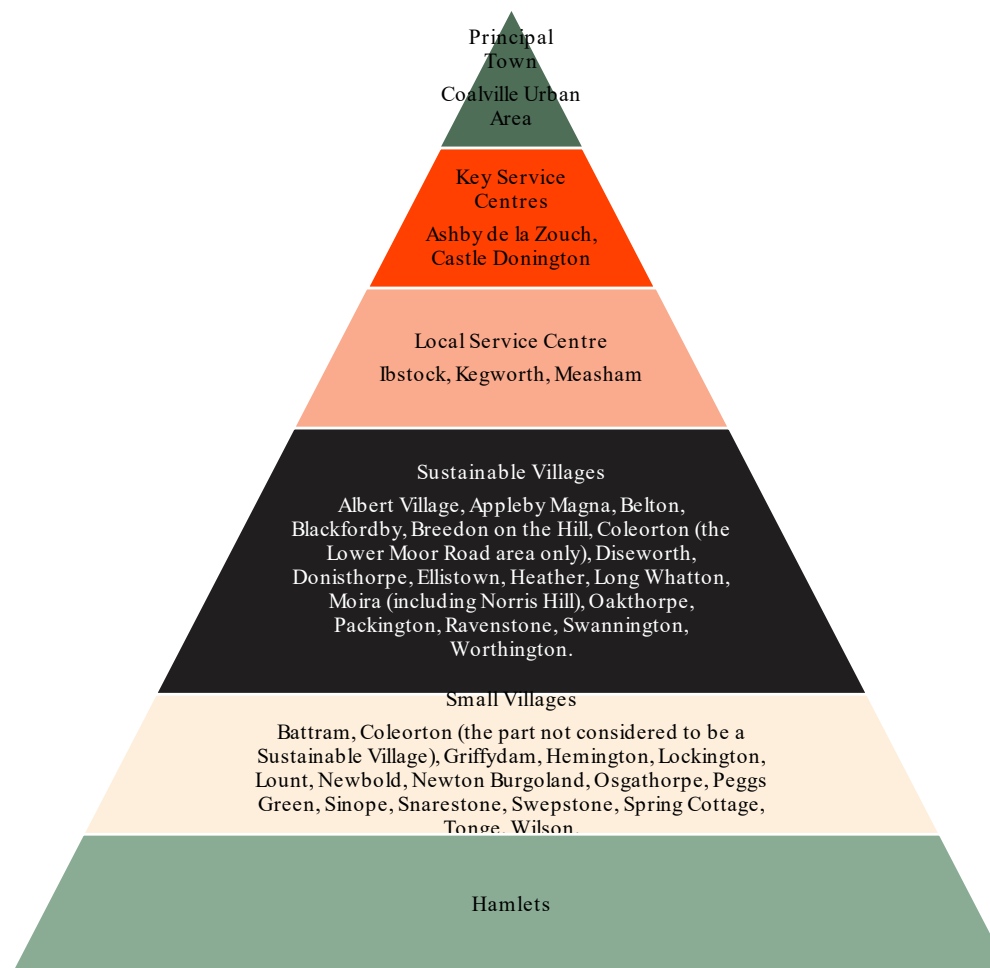 Principal
Town
Coalville Urban
Area
Key Service
Centres
Ashby de la Zouch,
Castle Donington
Local Service Centre
Ibstock, Kegworth, Measham
Sustainable Villages
Albert Village, Appleby Magna, Belton,
Blackfordby, Breedon on the Hill, Coleorton (the
Lower Moor Road area only), Diseworth,
Donisthorpe, Ellistown, Heather, Long Whatton,
Moira (including Norris Hill), Oakthorpe,
Packington, Ravenstone, Swannington,
Worthington.
Small Villages
Battram, Coleorton (the part not considered to be a
Sustainable Village), Griffydam, Hemington, Lockington,
Lount, Newbold, Newton Burgoland, Osgathorpe, Peggs
Green, Sinope, Snarestone, Swepstone, Spring Cottage,
Tonge, Wilson.
Hamlets